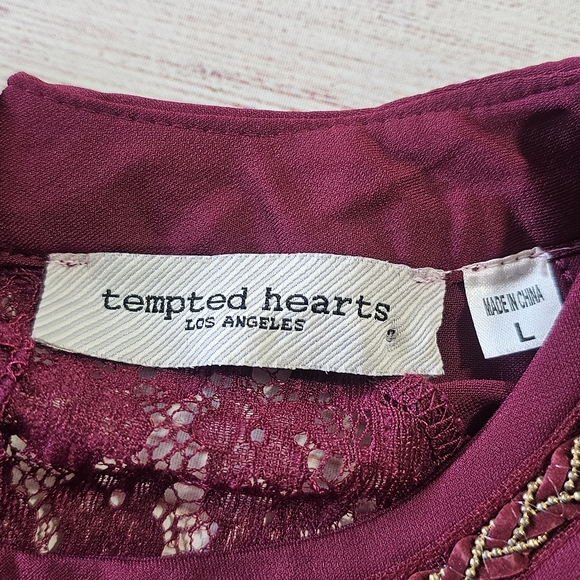 tempted hearts
LOS ANGELES
MADE IN CHINA
L